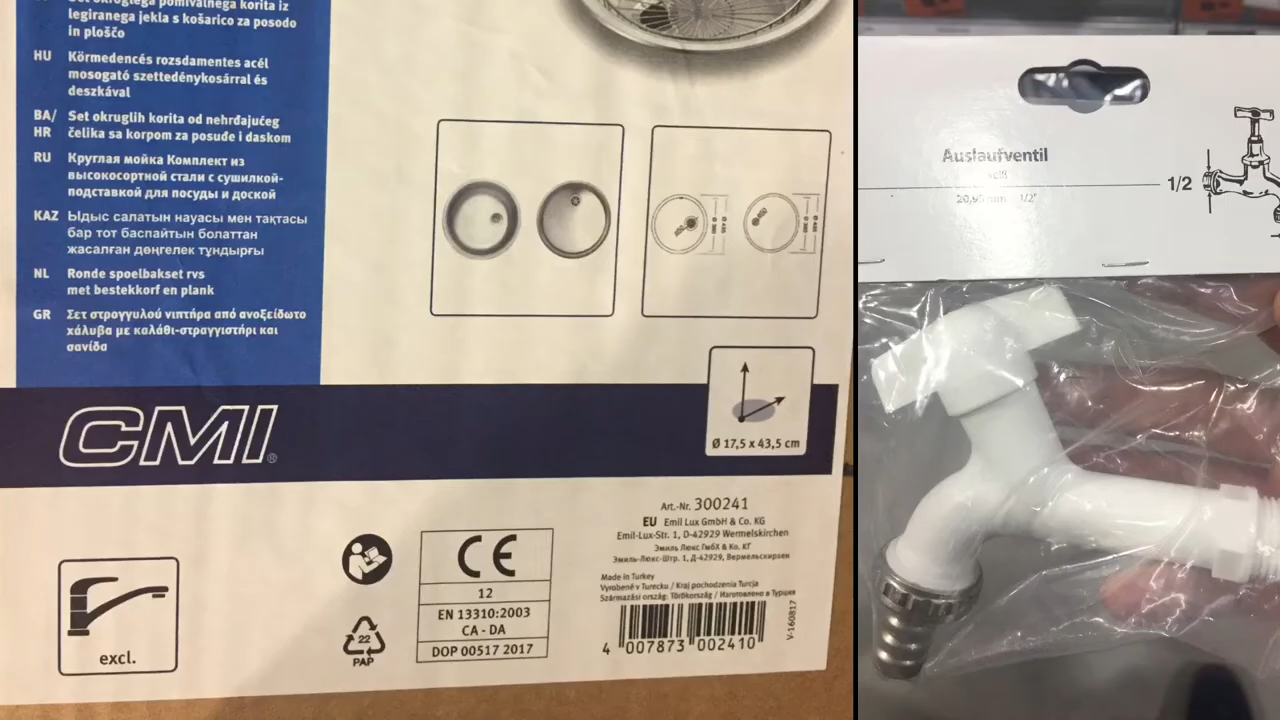 Set okroglega pomivalnega korita iz
legiranega jekla s košarico za posodo
in ploščo
HU Körmedencés rozsdamentes acél
mosogató szettedénykosárral és
deszkával
BA/ Set okruglih korita od nehrđajućeg
HR čelika sa korpom za posuđe i daskom
RU Круглая мойка Комплект из
высокосортной стали с сушилкой-
подставкой для посуды и доской
KAZ Ыдыс салатын науасы мен тақтасы
бар тот баспайтын болаттан
жасалған дөңгелек тұндырғы
NL Ronde spoelbakset rvs
met bestekkorf en plank
GR Σετ στρογγυλού νιπτήρα από ανοξείδωτο
χάλυβα με καλάθι-στραγγιστήρι και
σανίδα
CMI®
Ø 17,5 x 43,5 cm
excl.
22
PAP
CE
12
EN 13310:2003
CA - DA
DOP 00517 2017
Art.-Nr. 300241
EU Emil Lux GmbH & Co. KG
Emil-Lux-Str. 1, D-42929 Wermelskirchen
Эмиль Люкс ГмбХ & Ко. КГ
Эмиль-Люкс-Штр. 1, Д-42929, Вермельскирхен
Made in Turkey
Vyrobené v Turecku / Kraj pochodzenia Turcja
Származási ország: Törökország / Изготовлено в Турции
4 007873 002410
V-160817
Auslaufventil
weiß
20,95 mm 1/2"
1/2